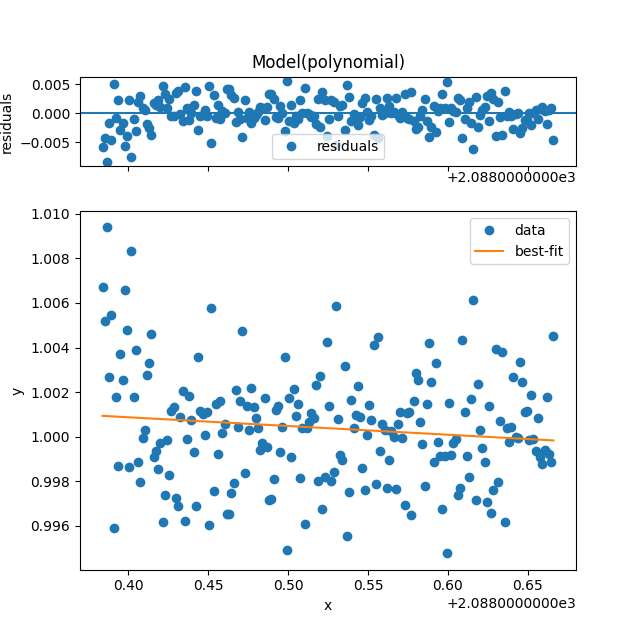 Model(polynomial)
0.005
0.000
−0.005
residuals
residuals
+2.0880000000e3
1.010
1.008
1.006
1.004
1.002
1.000
0.998
0.996
y
data
best-fit
0.40
0.45
0.50
0.55
0.60
0.65
x
+2.0880000000e3